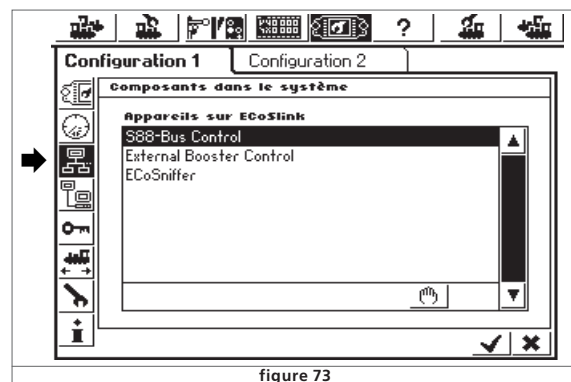 ?
Configuration 1
Configuration 2
Composants dans le système
Appareils sur ECoSlink
S88-Bus Control
External Booster Control
ECoSniffer
figure 73